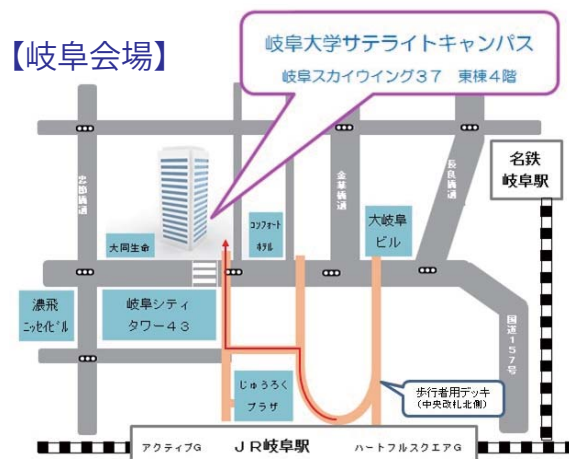 【岐阜会場】
岐阜大学サテライトキャンパス
岐阜スカイウイング37 東棟4階
名鉄
岐阜駅
忠節橋通
金華橋通
長良橋通
コンフォート
ホテル
大岐阜
ビル
大同生命
濃飛
ニッセイビル
岐阜シティ
タワー43
国道157号
じゅうろく
プラザ
歩行者用デッキ
(中央改札北側)
アクティブG
JR岐阜駅
ハートフルスクエアG